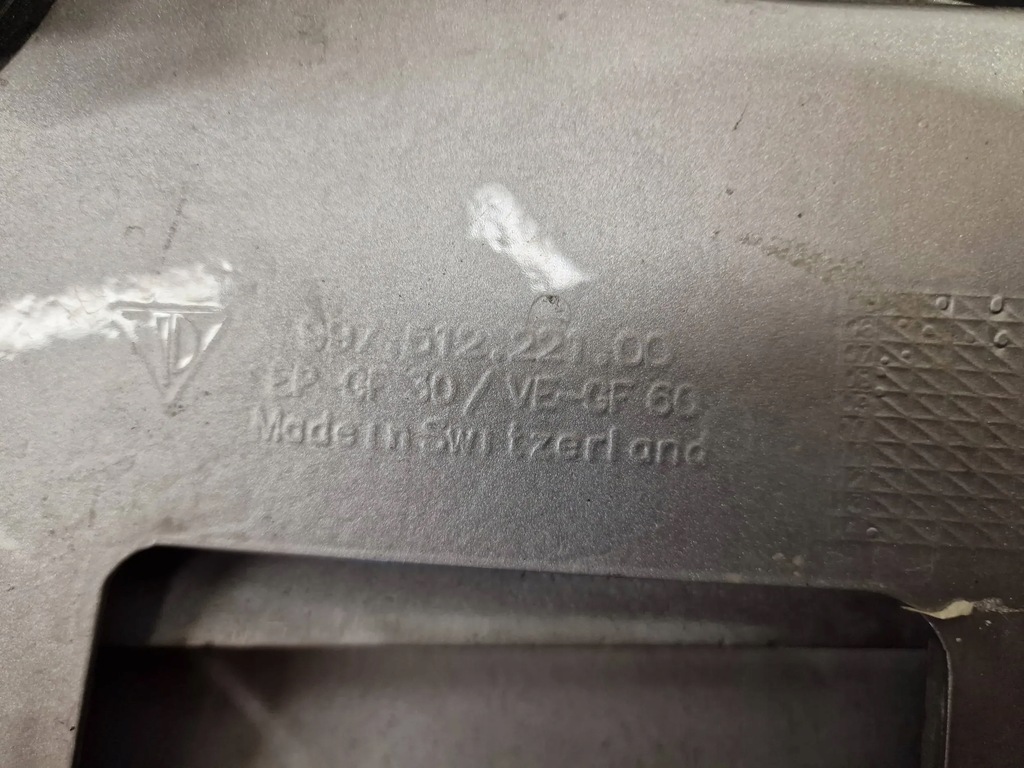 997.512.221.00
EP-GF 30/VE-GF 60
Made in Switzerland